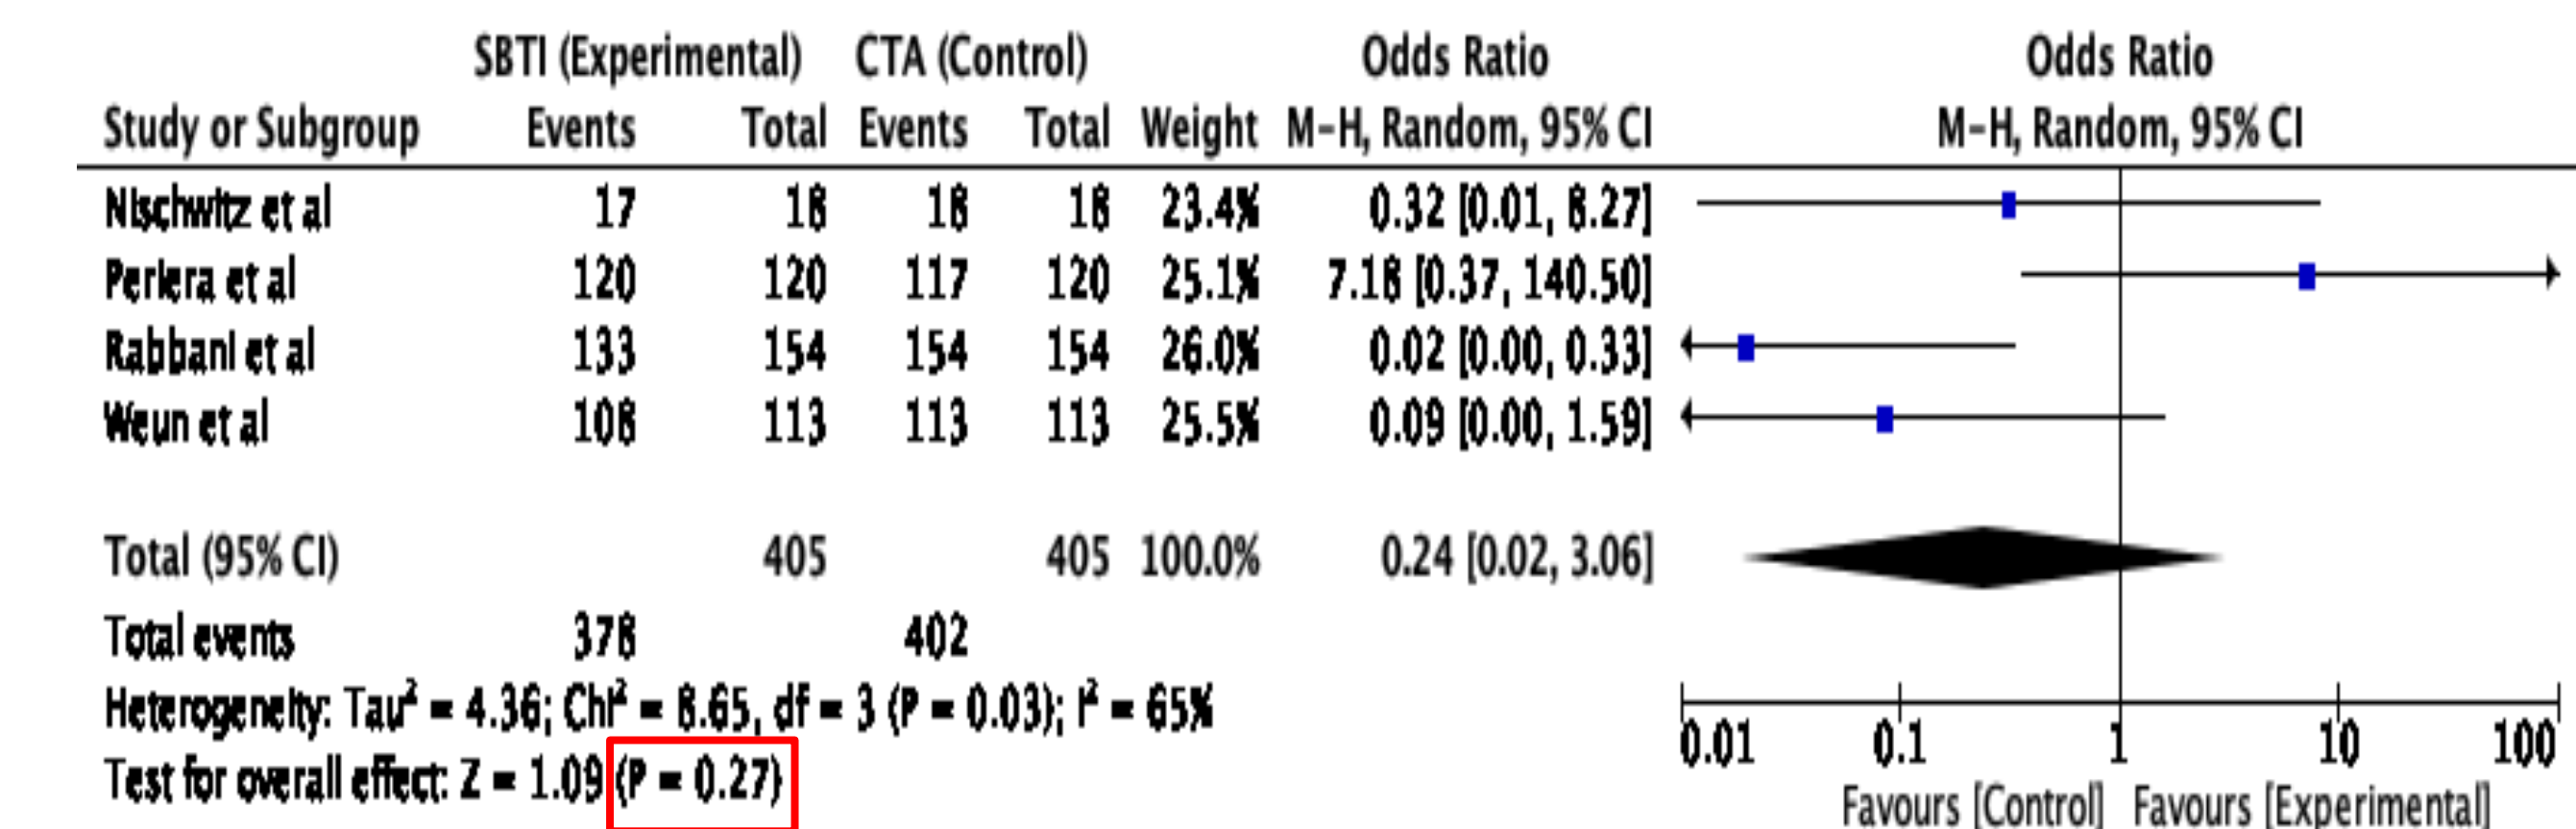 SBTI (Experimental) CTA (Control) Odds Ratio Odds Ratio
Study or Subgroup Events Total Events Total Weight M-H, Random, 95% CI M-H, Random, 95% CI
Nischwitz et al 17 18 18 18 23.4% 0.32 [0.01, 8.27]
Periera et al 120 120 117 120 25.1% 7.18 [0.37, 140.50]
Rabbani et al 133 154 154 154 26.0% 0.02 [0.00, 0.33]
Weun et al 108 113 113 113 25.5% 0.09 [0.00, 1.59]
Total (95% CI) 405 405 100.0% 0.24 [0.02, 3.06]
Total events 378 402
Heterogeneity: Tau² = 4.36; Chi² = 8.65, df = 3 (P = 0.03); I² = 65%
Test for overall effect: Z = 1.09 (P = 0.27)
0.01 0.1 1 10 100
Favours [Control] Favours [Experimental]